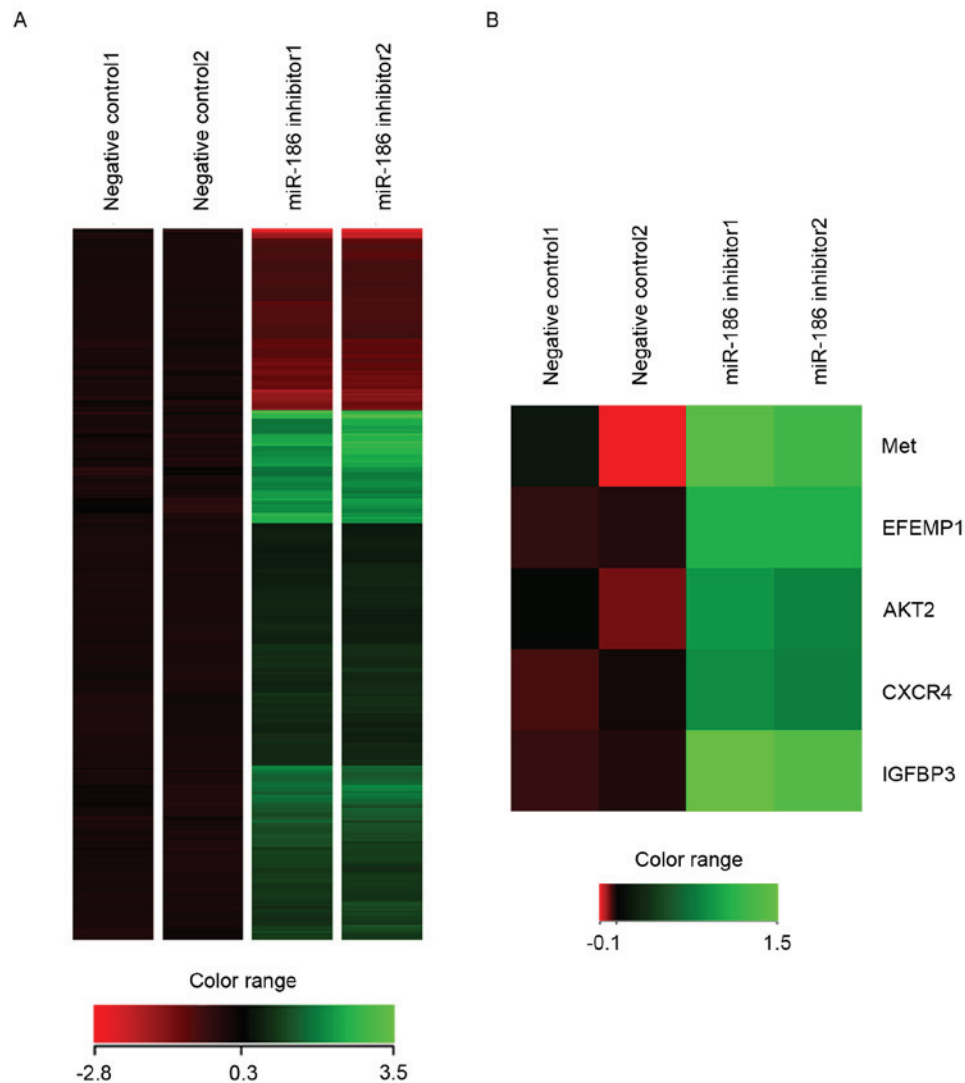 A
Negative control1
Negative control2
miR-186 inhibitor1
miR-186 inhibitor2
Color range
-2.8
0.3
3.5
B
Negative control1
Negative control2
miR-186 inhibitor1
miR-186 inhibitor2
Met
EFEMP1
AKT2
CXCR4
IGFBP3
Color range
-0.1
1.5